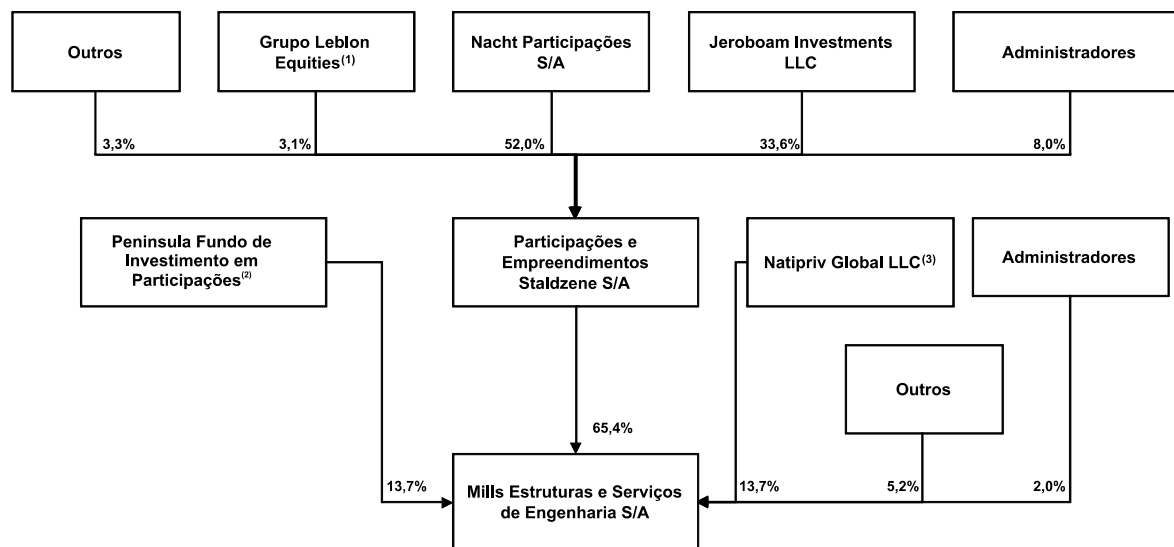 Outros
Grupo Leblon
Equities(1)
Nacht Participações
S/A
Jeroboam Investments
LLC
Administradores
3,3%
3,1%
52,0%
33,6%
8,0%
Peninsula Fundo de
Investimento em
Participações(2)
Participações e
Empreendimentos
Staldzene S/A
Natipriv Global LLC(3)
Administradores
Outros
65,4%
13,7%
Mills Estruturas e Serviços
de Engenharia S/A
13,7%
5,2%
2,0%